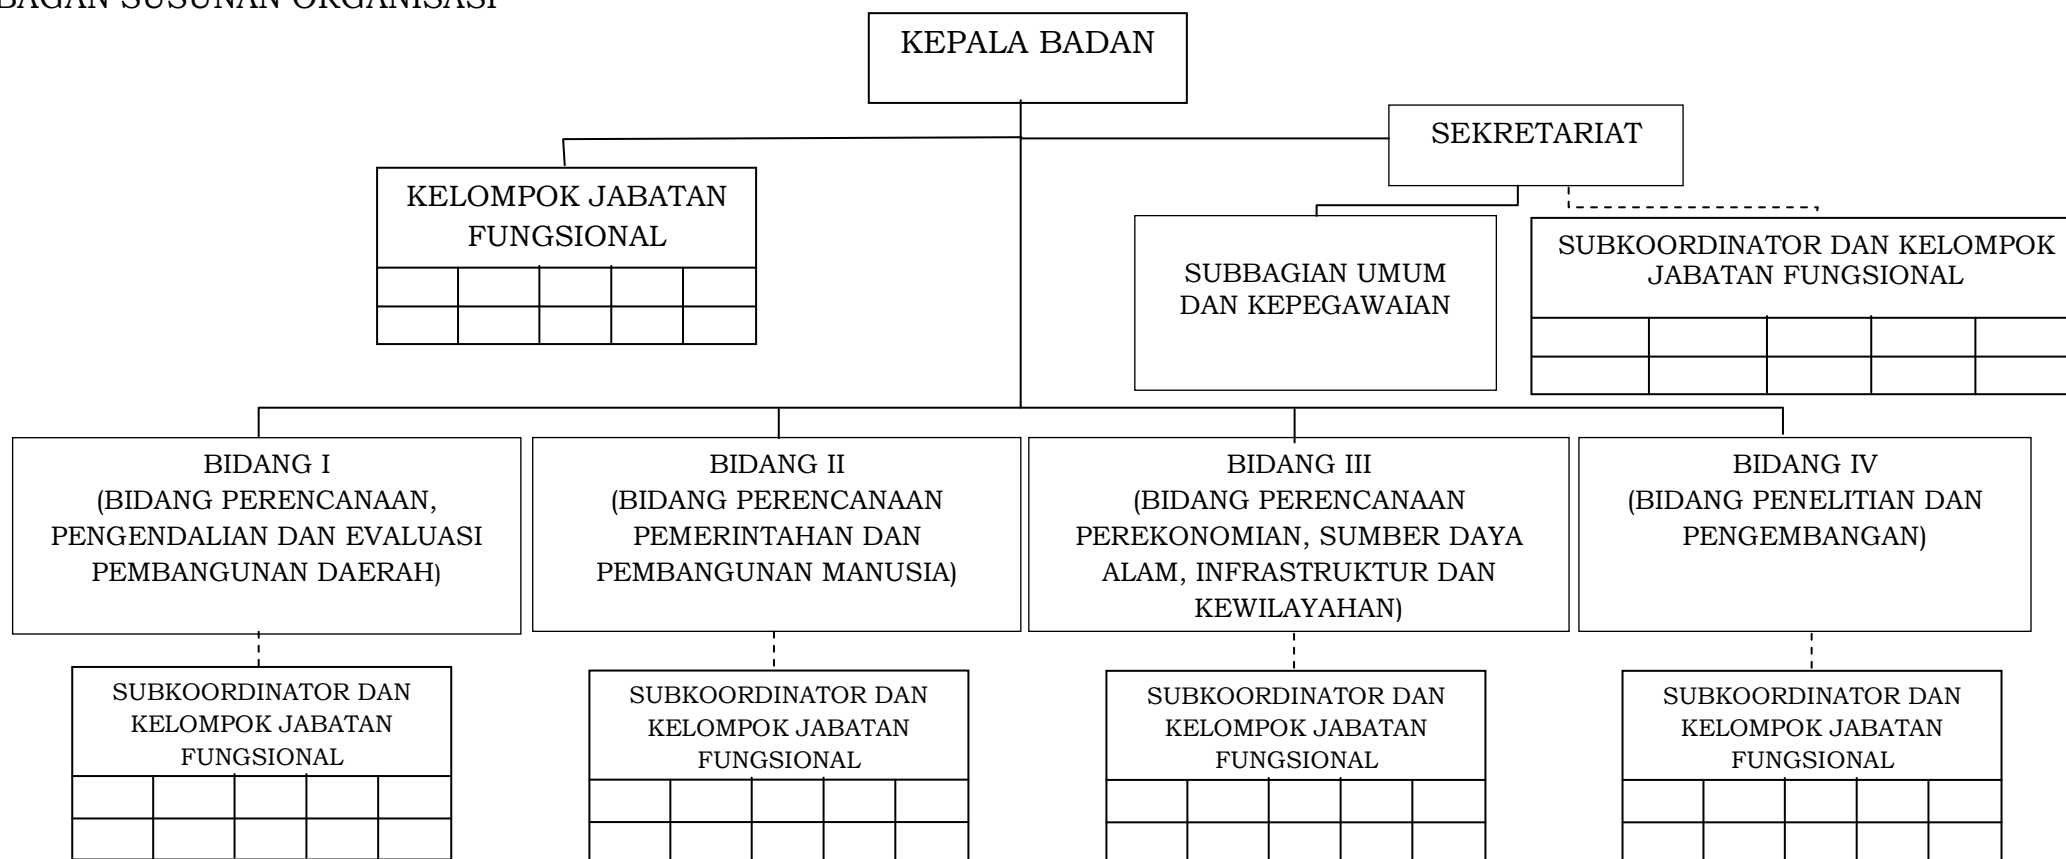 BAGAN SUSUNAN ORGANISASI
KEPALA BADAN
SEKRETARIAT
KELOMPOK JABATAN
FUNGSIONAL
SUBBAGIAN UMUM
DAN KEPEGAWAIAN
SUBKOORDINATOR DAN KELOMPOK
JABATAN FUNGSIONAL
BIDANG I
(BIDANG PERENCANAAN,
PENGENDALIAN DAN EVALUASI
PEMBANGUNAN DAERAH)
BIDANG II
(BIDANG PERENCANAAN
PEMERINTAHAN DAN
PEMBANGUNAN MANUSIA)
BIDANG III
(BIDANG PERENCANAAN
PEREKONOMIAN, SUMBER DAYA
ALAM, INFRASTRUKTUR DAN
KEWILAYAHAN)
BIDANG IV
(BIDANG PENELITIAN DAN
PENGEMBANGAN)
SUBKOORDINATOR DAN
KELOMPOK JABATAN
FUNGSIONAL
SUBKOORDINATOR DAN
KELOMPOK JABATAN
FUNGSIONAL
SUBKOORDINATOR DAN
KELOMPOK JABATAN
FUNGSIONAL
SUBKOORDINATOR DAN
KELOMPOK JABATAN
FUNGSIONAL